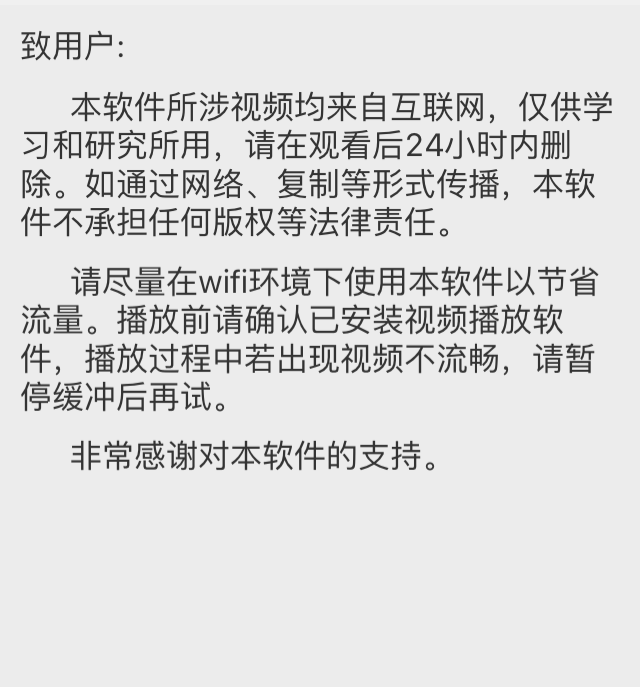 致用户:
本软件所涉视频均来自互联网，仅供学
习和研究所用，请在观看后24小时内删
除。如通过网络、复制等形式传播，本软
件不承担任何版权等法律责任。
请尽量在wifi环境下使用本软件以节省
流量。播放前请确认已安装视频播放软
件，播放过程中若出现视频不流畅，请暂
停缓冲后再试。
非常感谢对本软件的支持。